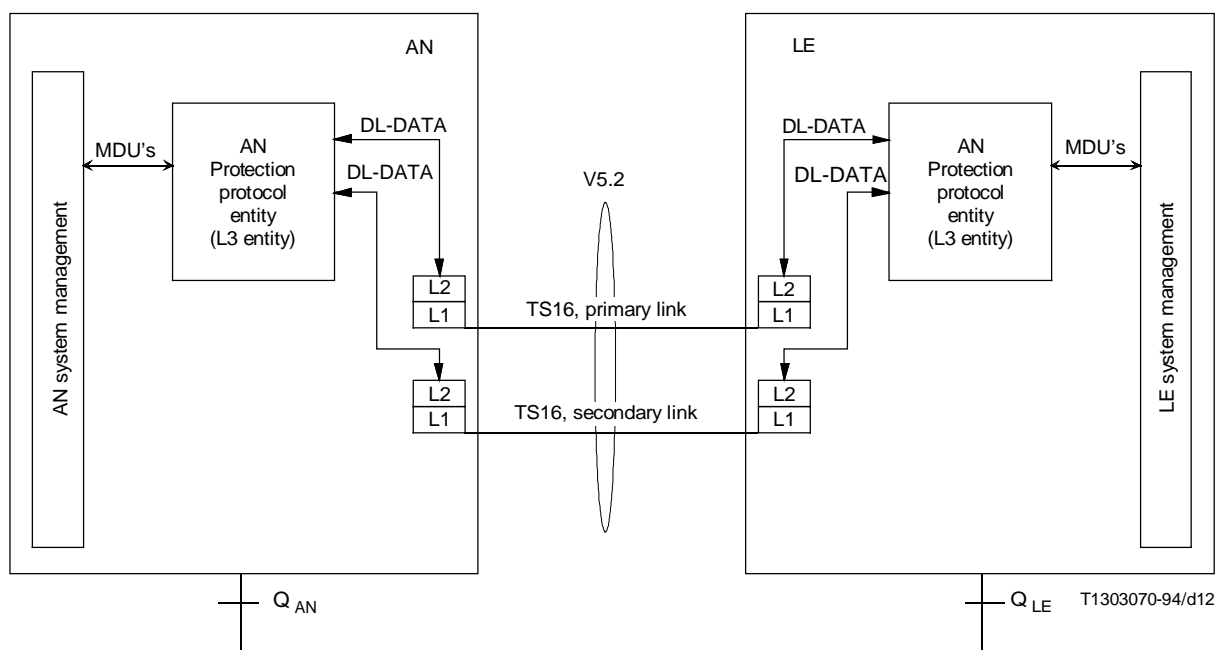 AN
LE
AN system management
MDU's
AN
Protection
protocol
entity
(L3 entity)
DL-DATA
DL-DATA
V5.2
DL-DATA
DL-DATA
AN
Protection
protocol
entity
(L3 entity)
MDU's
LE system management
L2
L1
TS16, primary link
L2
L1
L2
L1
TS16, secondary link
L2
L1
Q AN
Q LE
T1303070-94/d12